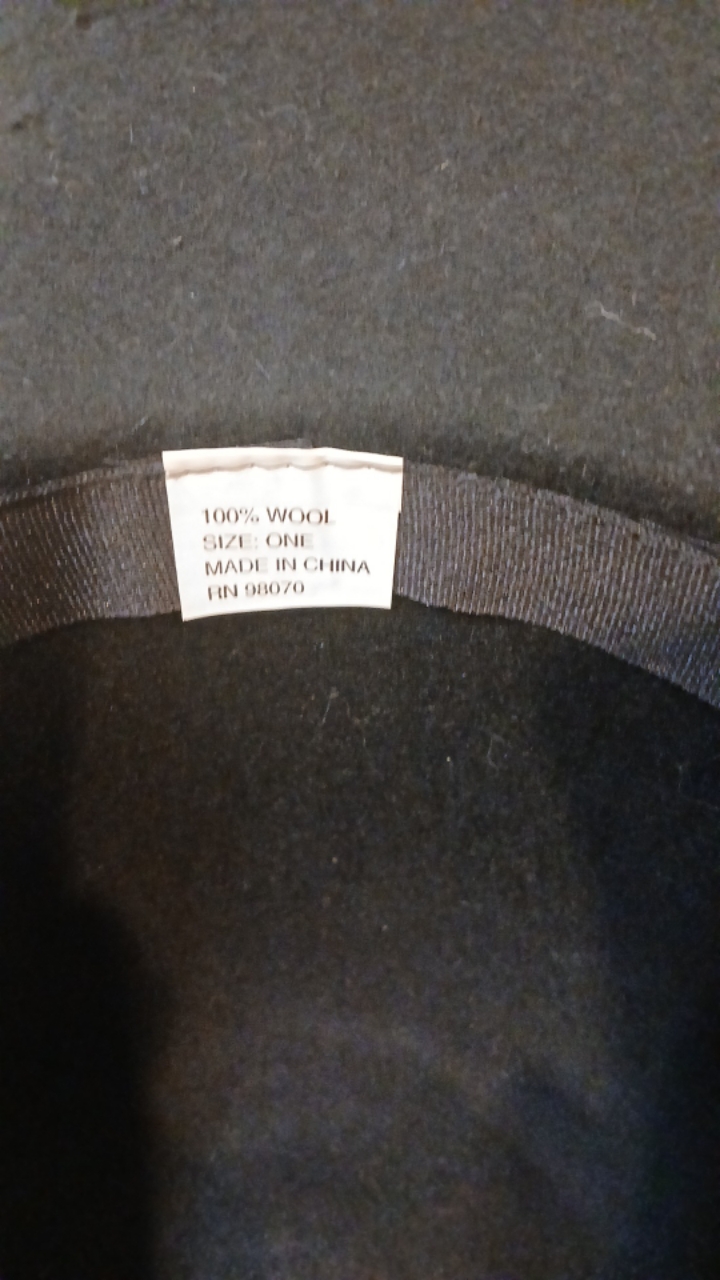 100% WOOL
SIZE: ONE
MADE IN CHINA
RN 98070